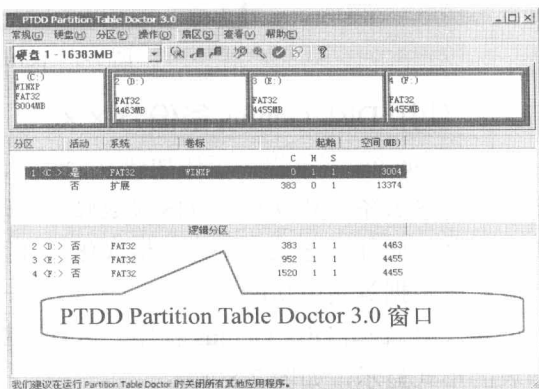 PTDD Partition Table Doctor 3.0
常规(G) 硬盘(H) 分区(P) 操作(O) 扇区(S) 查看(V) 帮助(E)
硬盘 1 - 16383MB
1 (C:)
WINXP
FAT32
3004MB
2 (D:)
FAT32
4463MB
3 (E:)
FAT32
4455MB
4 (F:)
FAT32
4455MB
分区 活动 系统 卷标 起始 空间(MB)
C H S
1 <C > 是 FAT32 WINXP 0 1 1 3004
否 扩展 383 0 1 13374
逻辑分区
2 <D > 否 FAT32 383 1 1 4463
3 <E > 否 FAT32 952 1 1 4455
4 <F > 否 FAT32 1520 1 1 4455
PTDD Partition Table Doctor 3.0 窗口
我们建议在运行 Partition Table Doctor 时关闭所有其他应用程序。